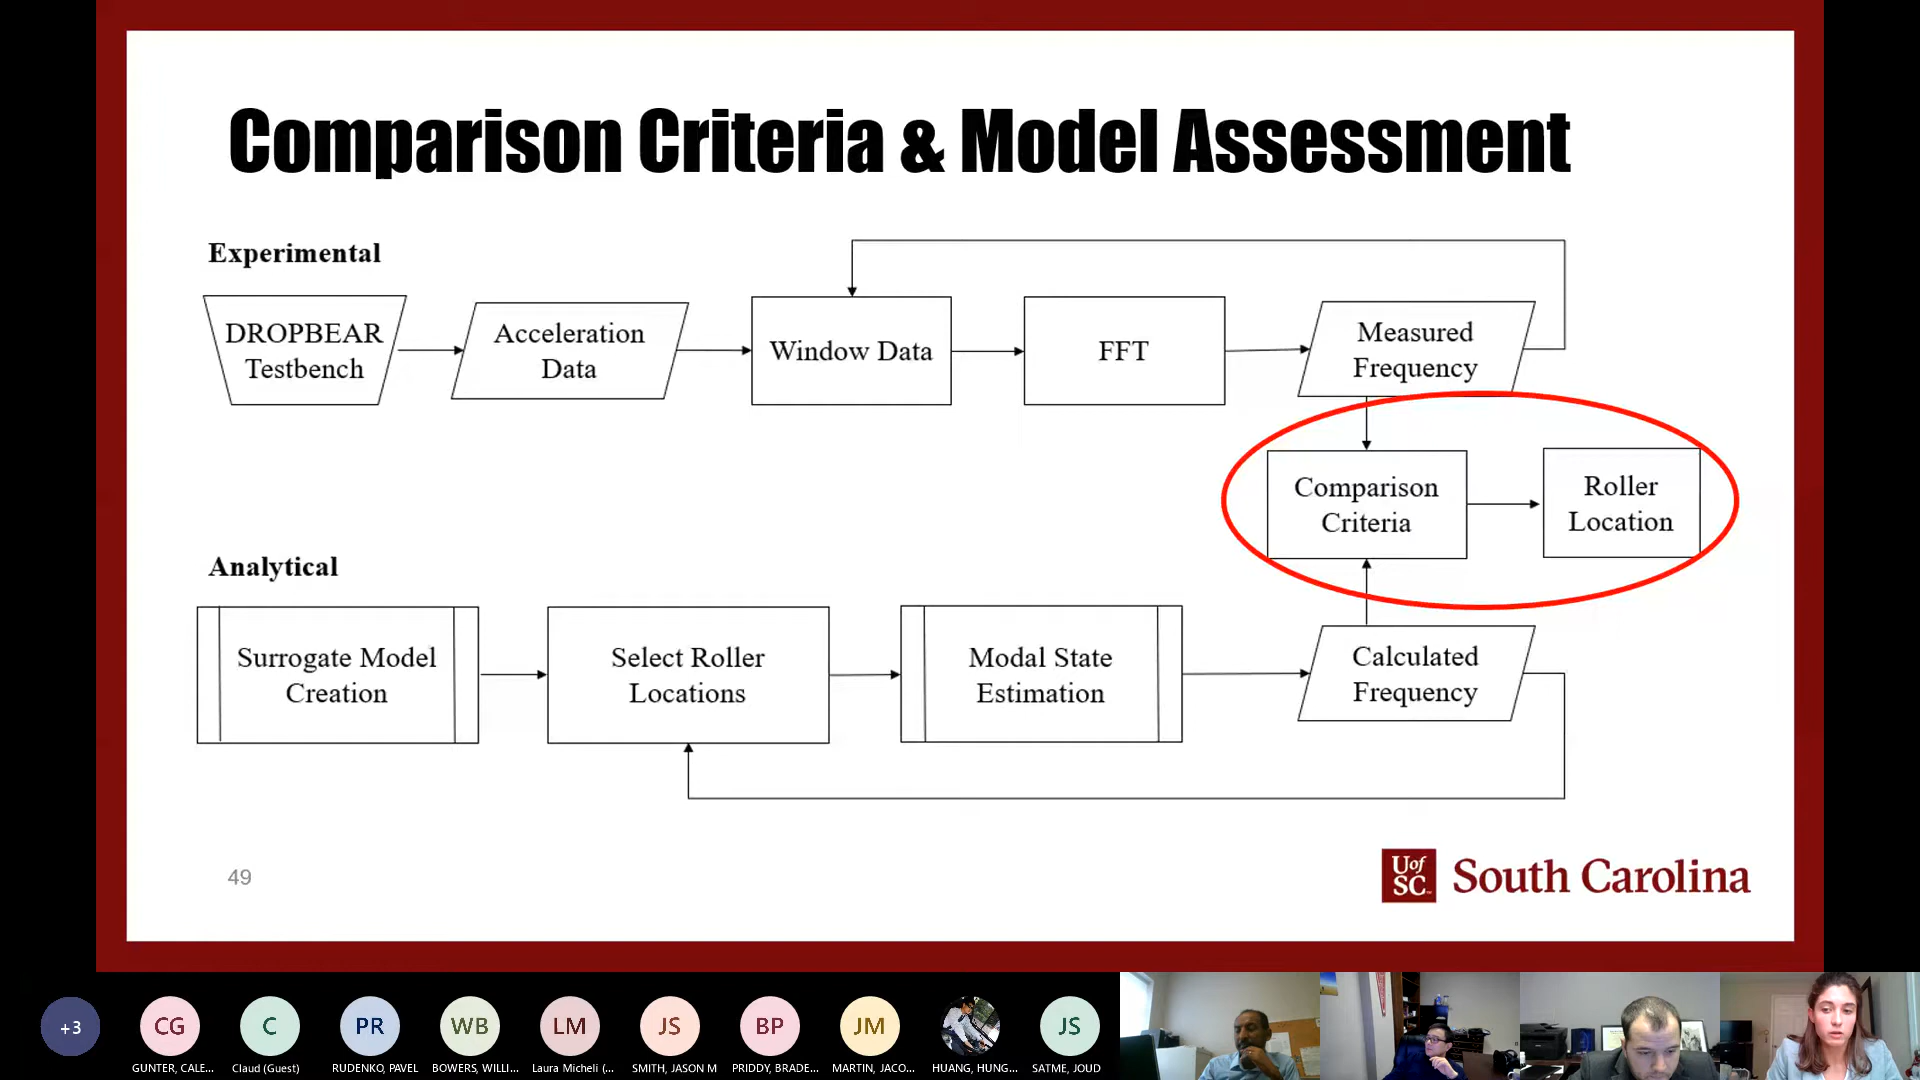 Comparison Criteria & Model Assessment
Experimental
DROPBEAR
Testbench
Acceleration
Data
Window Data
FFT
Measured
Frequency
Comparison
Criteria
Roller
Location
Analytical
Surrogate Model
Creation
Select Roller
Locations
Modal State
Estimation
Calculated
Frequency
49
UofSC
South Carolina
+3
CG
C
PR
WB
LM
JS
BP
JM
JS
GUNTER, CALE...
Claud (Guest)
RUDENKO, PAVEL
BOWERS, WILLI...
Laura Micheli (...
SMITH, JASON M
PRIDDY, BRADE...
MARTIN, JACO...
HUANG, HUNG...
SATME, JOUD